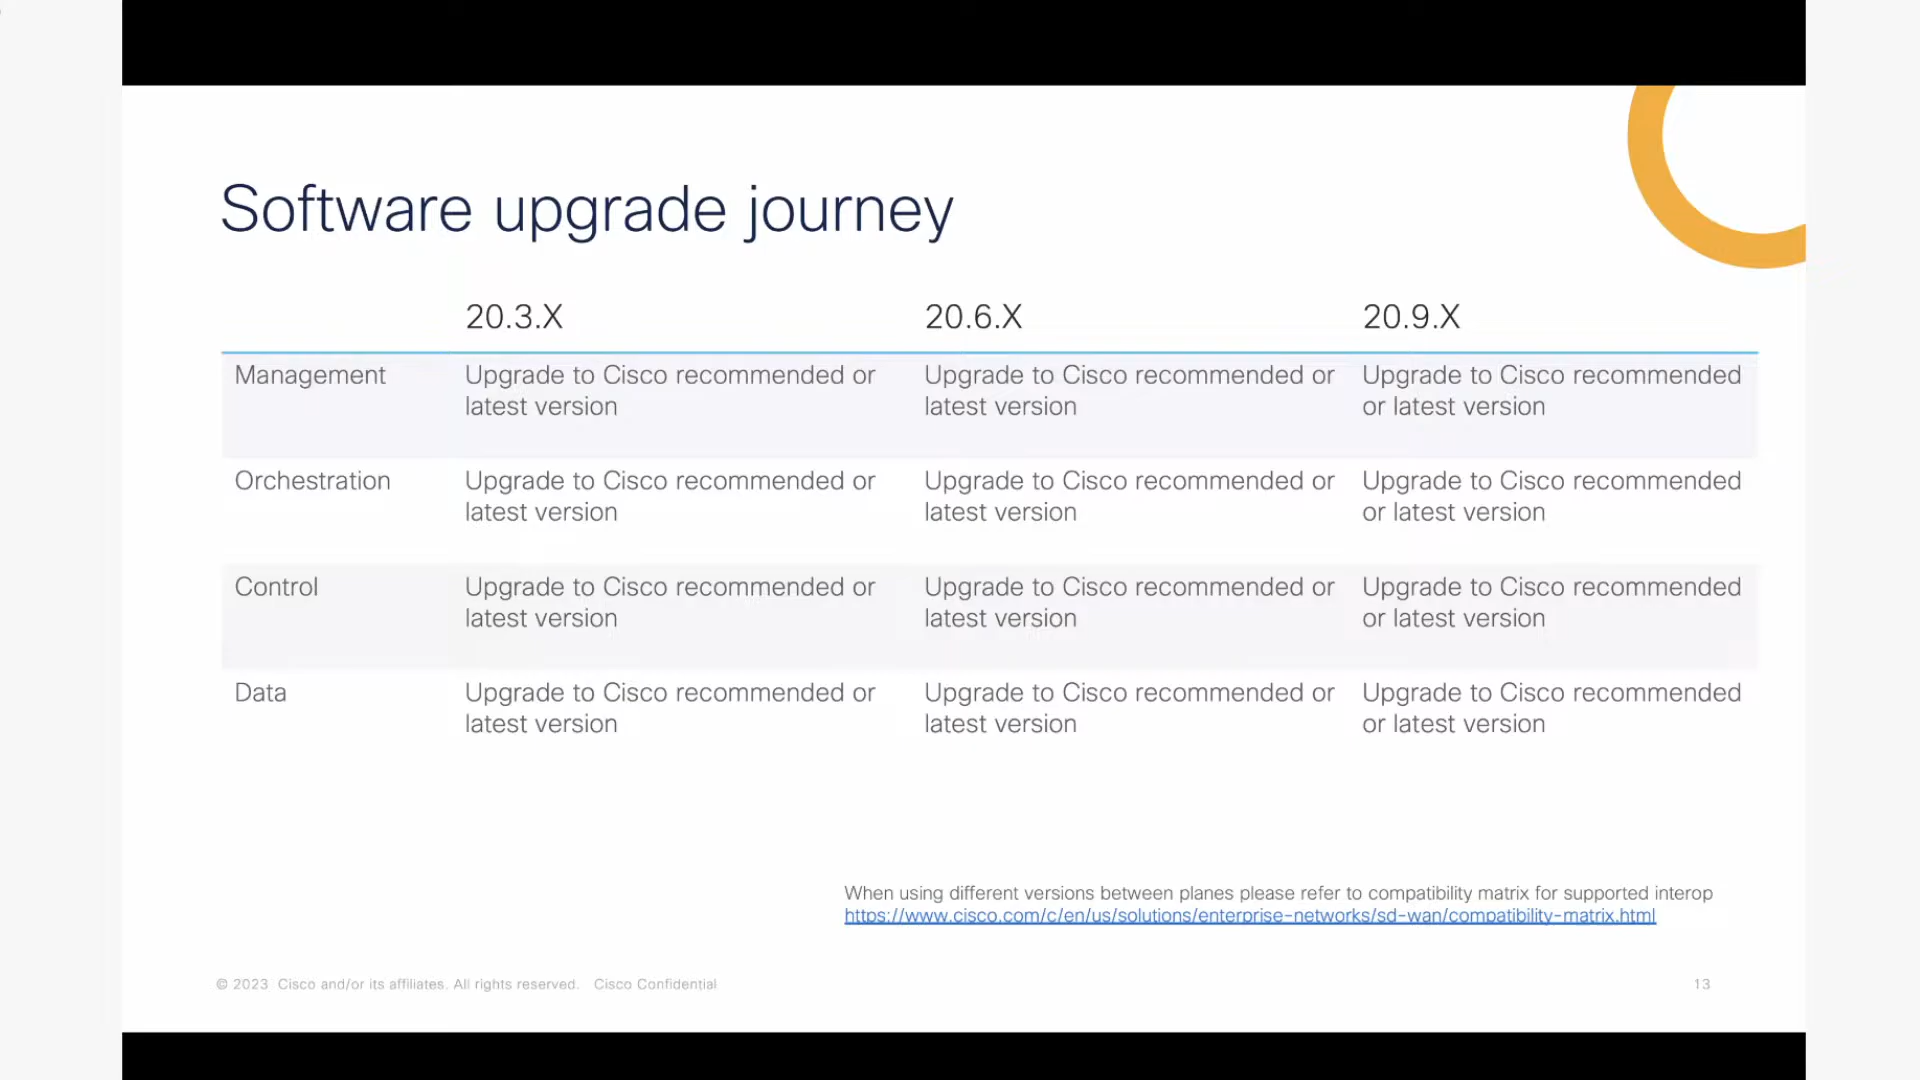 Software upgrade journey
20.3.X 20.6.X 20.9.X
Management Upgrade to Cisco recommended or Upgrade to Cisco recommended or Upgrade to Cisco recommended
latest version latest version or latest version
Orchestration Upgrade to Cisco recommended or Upgrade to Cisco recommended or Upgrade to Cisco recommended
latest version latest version or latest version
Control Upgrade to Cisco recommended or Upgrade to Cisco recommended or Upgrade to Cisco recommended
latest version latest version or latest version
Data Upgrade to Cisco recommended or Upgrade to Cisco recommended or Upgrade to Cisco recommended
latest version latest version or latest version
When using different versions between planes please refer to compatibility matrix for supported interop
https://www.cisco.com/c/en/us/solutions/enterprise-networks/sd-wan/compatibility-matrix.html
© 2023 Cisco and/or its affiliates. All rights reserved. Cisco Confidential 13